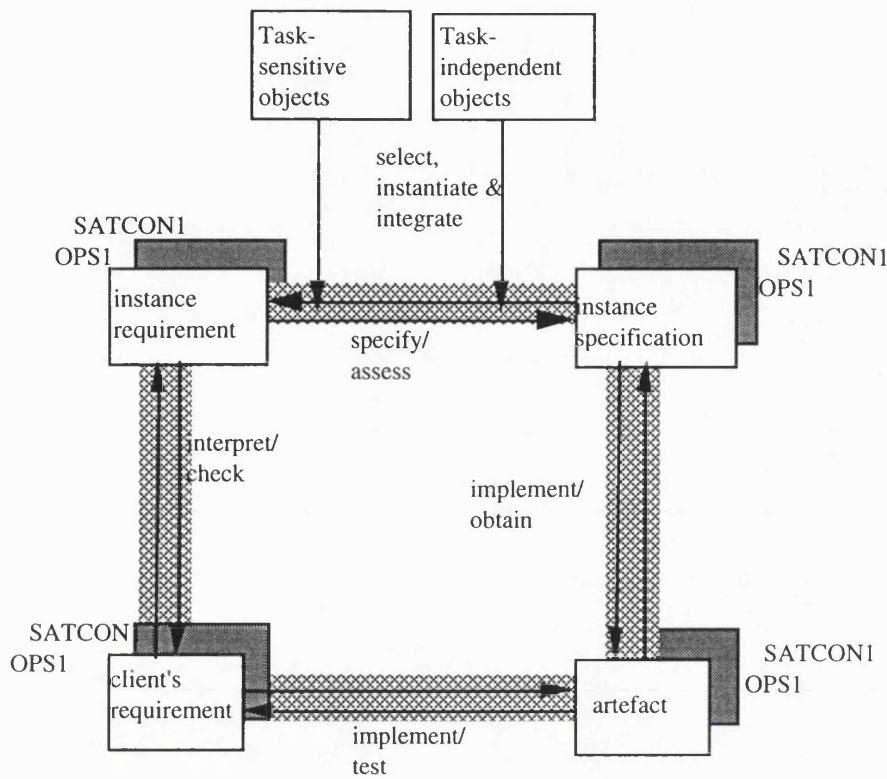 Task-
sensitive
objects
Task-
independent
objects
select,
instantiate &
integrate
SATCON1
OPS1
instance
requirement
SATCON1
OPS1
instance
specification
specify/
assess
interpret/
check
implement/
obtain
SATCON
OPS1
client's
requirement
SATCON1
OPS1
artefact
implement/
test